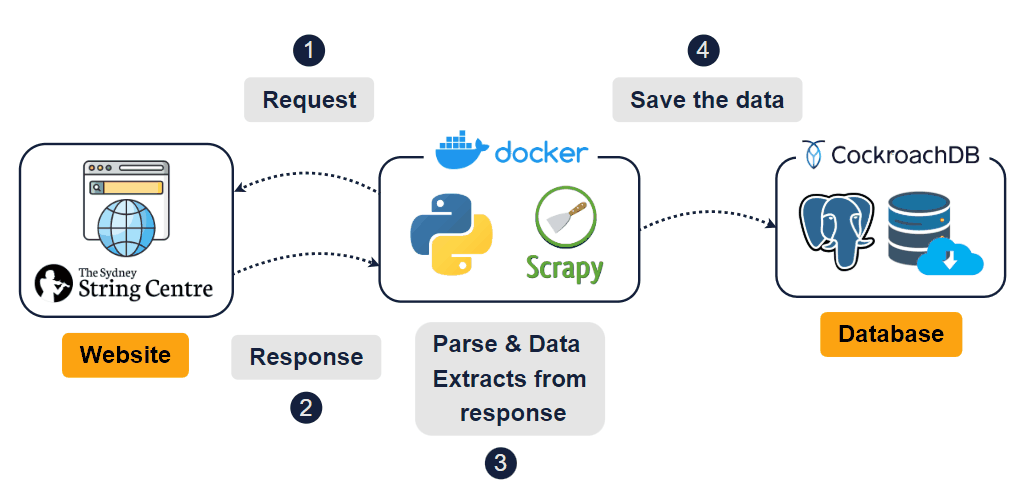 1
Request
4
Save the data
docker
CockroachDB
Scrapy
The Sydney
String Centre
Website
Response
2
Parse & Data
Extracts from
response
3
Database